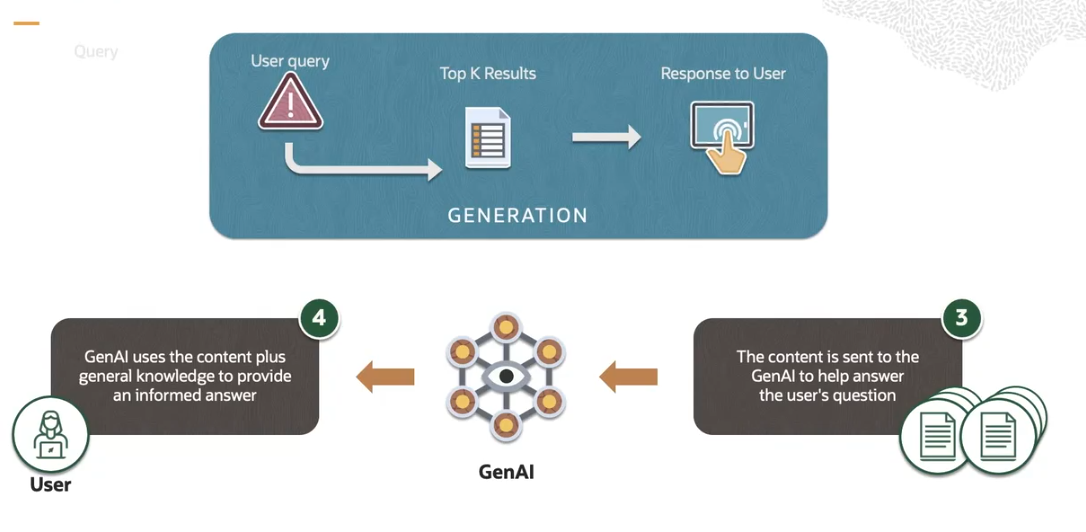 Query
User query
Top K Results
Response to User
GENERATION
4
GenAI uses the content plus
general knowledge to provide
an informed answer
User
GenAI
3
The content is sent to the
GenAI to help answer
the user's question